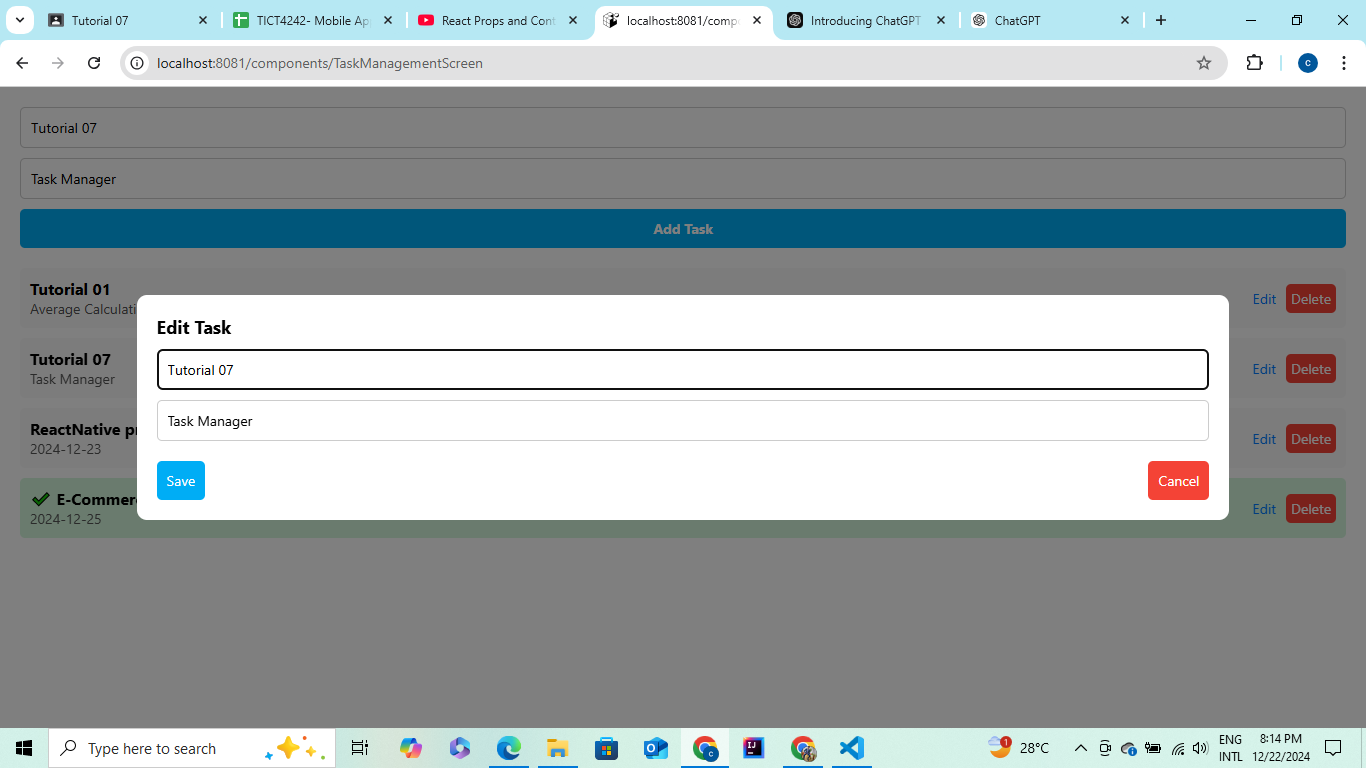 Tutorial 07
TICT4242- Mobile Ap
React Props and Cont
localhost:8081/comp
Introducing ChatGPT
ChatGPT
localhost:8081/components/TaskManagementScreen
c
Tutorial 07
Task Manager
Add Task
Tutorial 01
Average Calculati
Edit Delete
Edit Task
Tutorial 07
Tutorial 07
Task Manager
Edit Delete
Task Manager
ReactNative p
2024-12-23
Edit Delete
Save Cancel
E-Commer
2024-12-25
Edit Delete
Type here to search
1
28°C
ENG
INTL
8:14 PM
12/22/2024